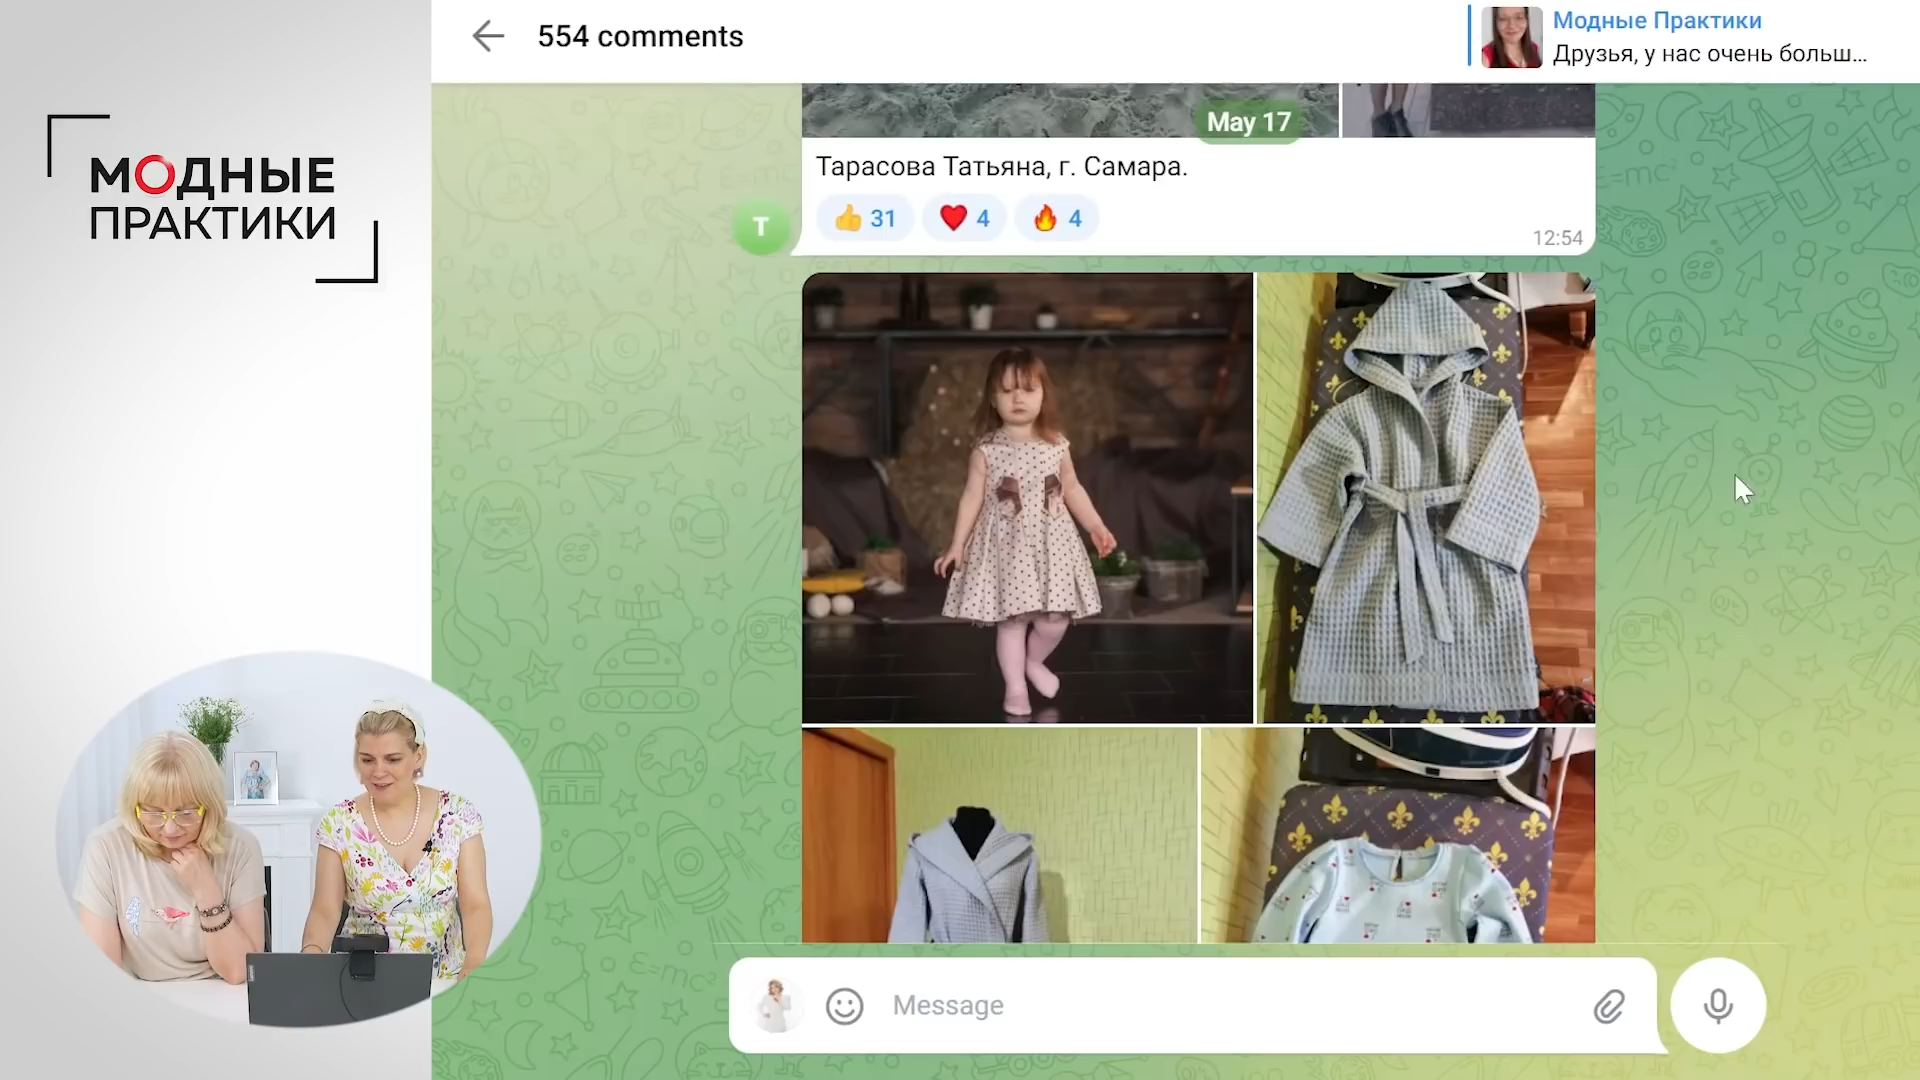 МОДНЫЕ
ПРАКТИКИ
554 comments
Модные Практики
Друзья, у нас очень больш...
May 17
Тарасова Татьяна, г. Самара.
👍 31 ❤️ 4 🔥 4
12:54
T
Message